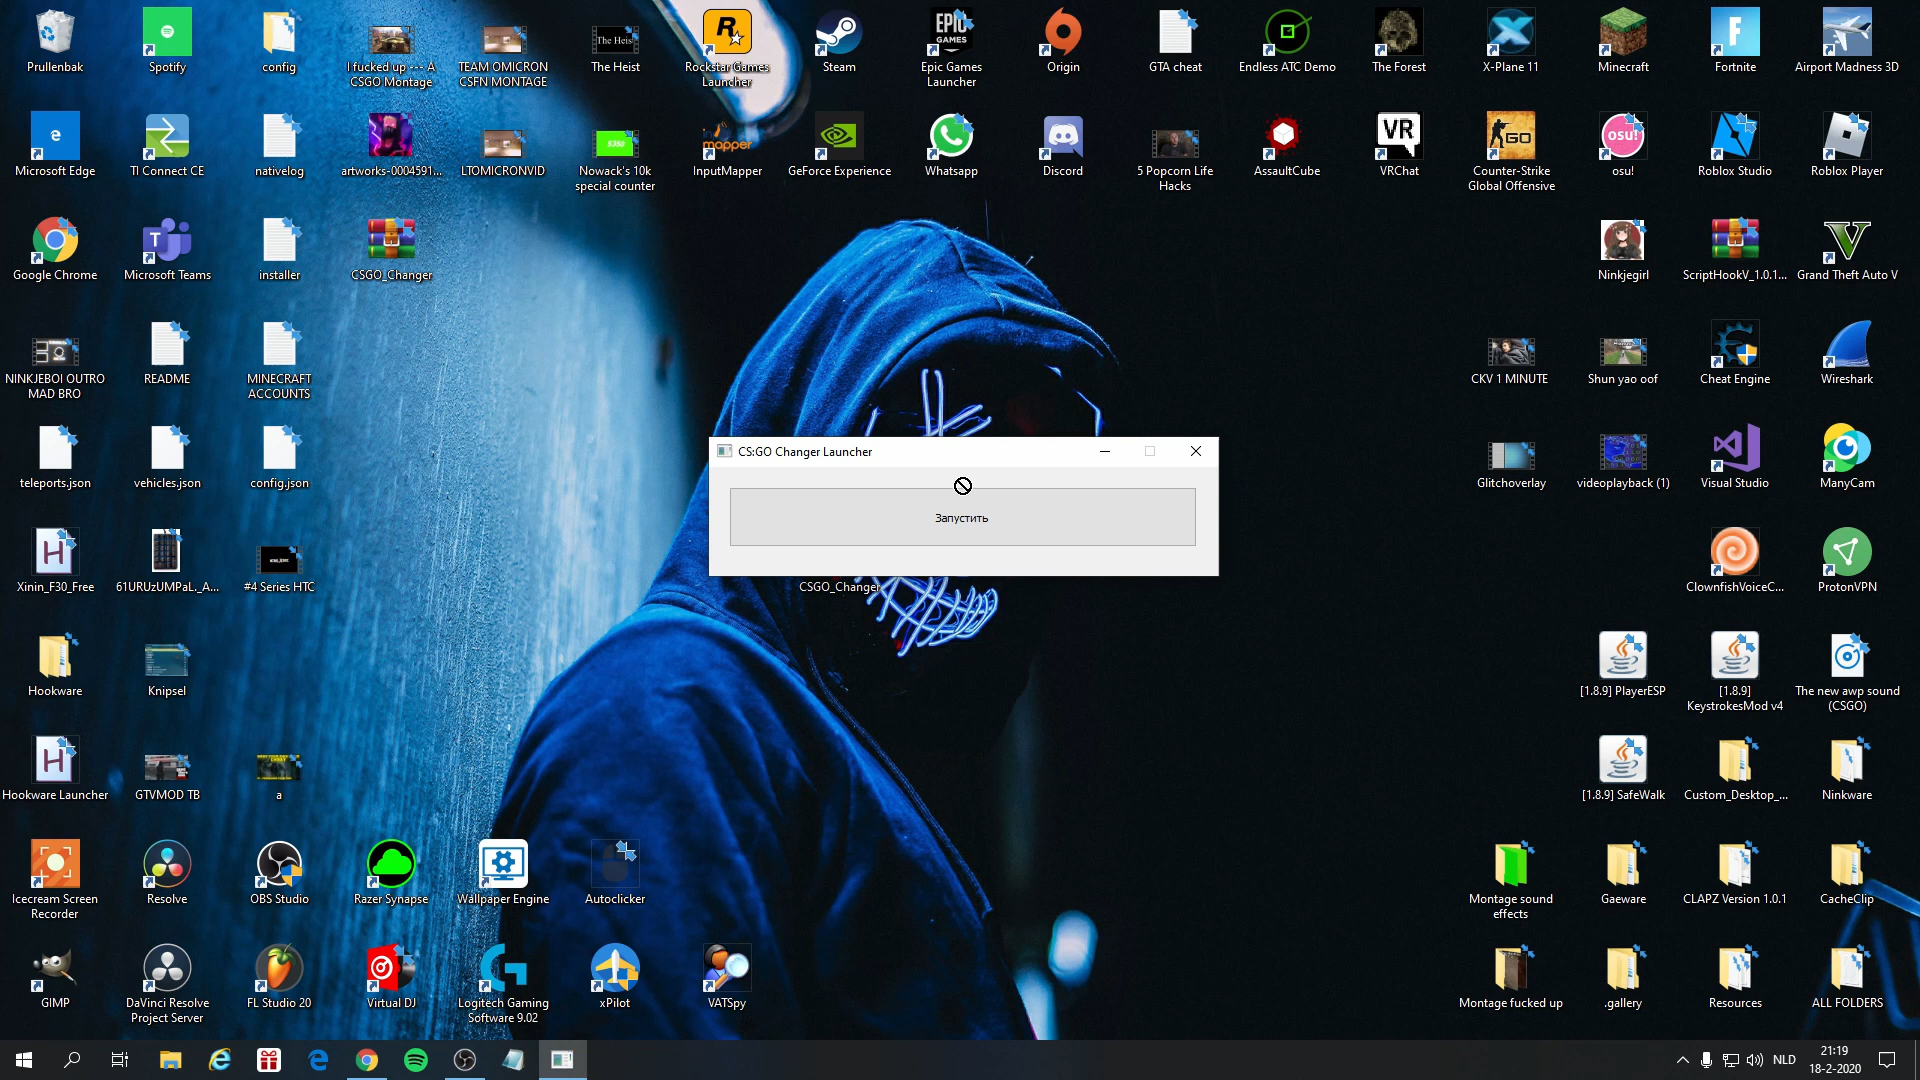 Prullenbak
Spotify
config
I fucked up --- A
CSGO Montage
TEAM OMICRON
CSFN MONTAGE
The Heist
The Heist
R
Rockstar Games
Launcher
Steam
EPIC
GAMES
Epic Games
Launcher
Origin
GTA cheat
Endless ATC Demo
The Forest
X-Plane 11
Minecraft
Fortnite
Airport Madness 3D
Microsoft Edge
TI Connect CE
nativelog
artworks-0004591...
LTOMICRONVID
Nowack's 10k
special counter
mapper
InputMapper
GeForce Experience
Whatsapp
Discord
5 Popcorn Life
Hacks
AssaultCube
VR
VRChat
GO
Counter-Strike
Global Offensive
osu!
osu!
Roblox Studio
Roblox Player
Google Chrome
Microsoft Teams
installer
CSGO_Changer
Ninkjegirl
ScriptHookV_1.0.1...
Grand Theft Auto V
NINKJEBOI OUTRO
MAD BRO
README
MINECRAFT
ACCOUNTS
CKV 1 MINUTE
Shun yao oof
Cheat Engine
Wireshark
teleports.json
vehicles.json
config.json
CS:GO Changer Launcher
Запустить
CSGO_Changer
Glitchoverlay
videoplayback (1)
Visual Studio
ManyCam
Xinin_F30_Free
61URUzUMPaL._A...
#4 Series HTC
ClownfishVoiceC...
ProtonVPN
Hookware
Knipsel
[1.8.9] PlayerESP
[1.8.9]
KeystrokesMod v4
The new awp sound
(CSGO)
Hookware Launcher
GTVMOD TB
a
[1.8.9] SafeWalk
Custom_Desktop_...
Ninkware
Icecream Screen
Recorder
Resolve
OBS Studio
Razer Synapse
Wallpaper Engine
Autoclicker
Montage sound
effects
Gaeware
CLAPZ Version 1.0.1
CacheClip
GIMP
DaVinci Resolve
Project Server
FL Studio 20
Virtual DJ
Logitech Gaming
Software 9.02
xPilot
VATSpy
Montage fucked up
.gallery
Resources
ALL FOLDERS
NLD
21:19
18-2-2020